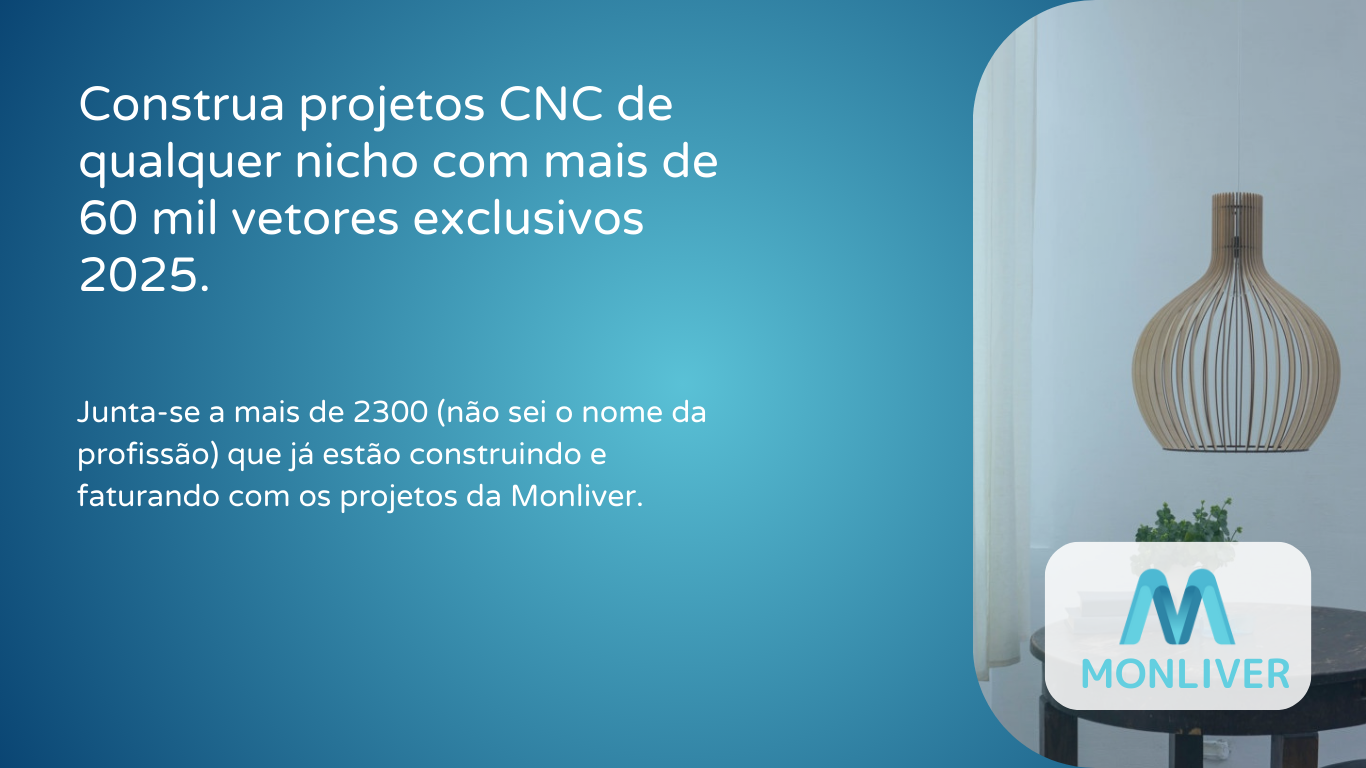 Construa projetos CNC de
qualquer nicho com mais de
60 mil vetores exclusivos
2025.
Junta-se a mais de 2300 (não sei o nome da
profissão) que já estão construindo e
faturando com os projetos da Monliver.
MONLIVER